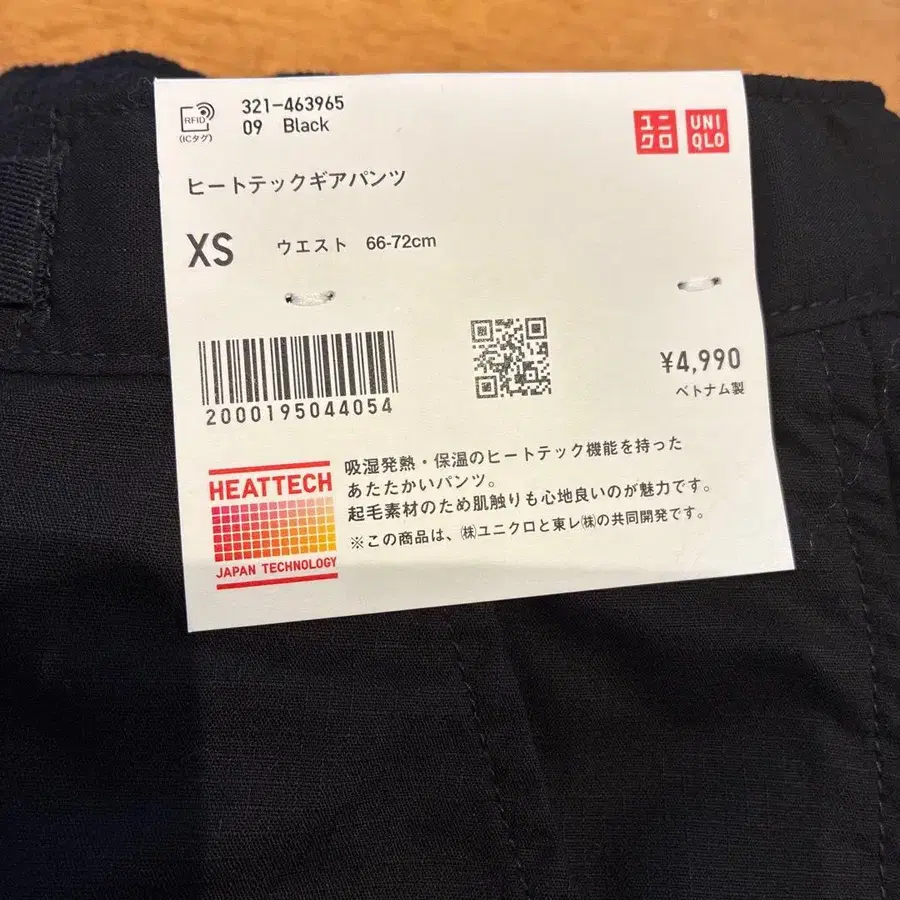 RFID
(ICタグ)
321-463965
09 Black
ユニ
クロ
UNI
QLO
ヒートテックギアパンツ
XS ウエスト 66-72cm
2000195044054
¥4,990
ベトナム製
HEATTECH
JAPAN TECHNOLOGY
吸湿発熱・保温のヒートテック機能を持った
あたたかいパンツ。
起毛素材のため肌触りも心地良いのが魅力です。
※この商品は、㈱ユニクロと東レ㈱の共同開発です。